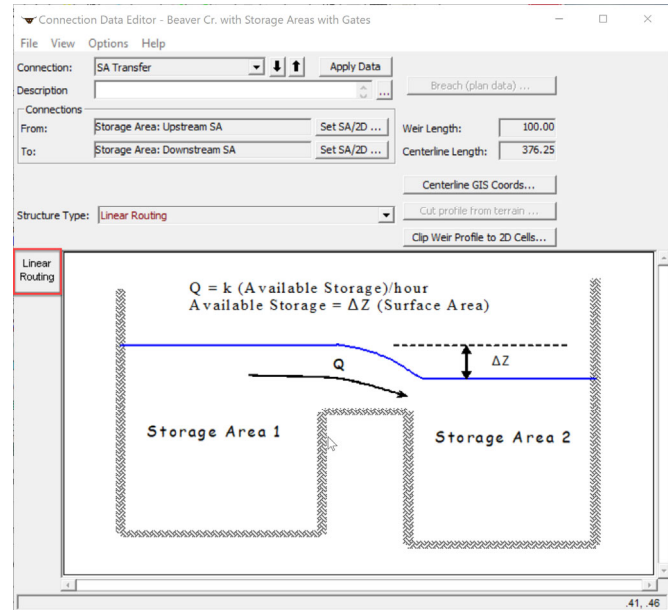 Connection Data Editor - Beaver Cr. with Storage Areas with Gates
File View Options Help
Connection: SA Transfer Apply Data
Description ... Breach (plan data) ...
Connections
From: Storage Area: Upstream SA Set SA/2D ... Weir Length: 100.00
To: Storage Area: Downstream SA Set SA/2D ... Centerline Length: 376.25
Centerline GIS Coords...
Structure Type: Linear Routing Cut profile from terrain ...
Clip Weir Profile to 2D Cells...
Linear
Routing
Q = k (Available Storage)/hour
Available Storage = ΔZ (Surface Area)
Q
ΔZ
Storage Area 1
Storage Area 2
.41, .46